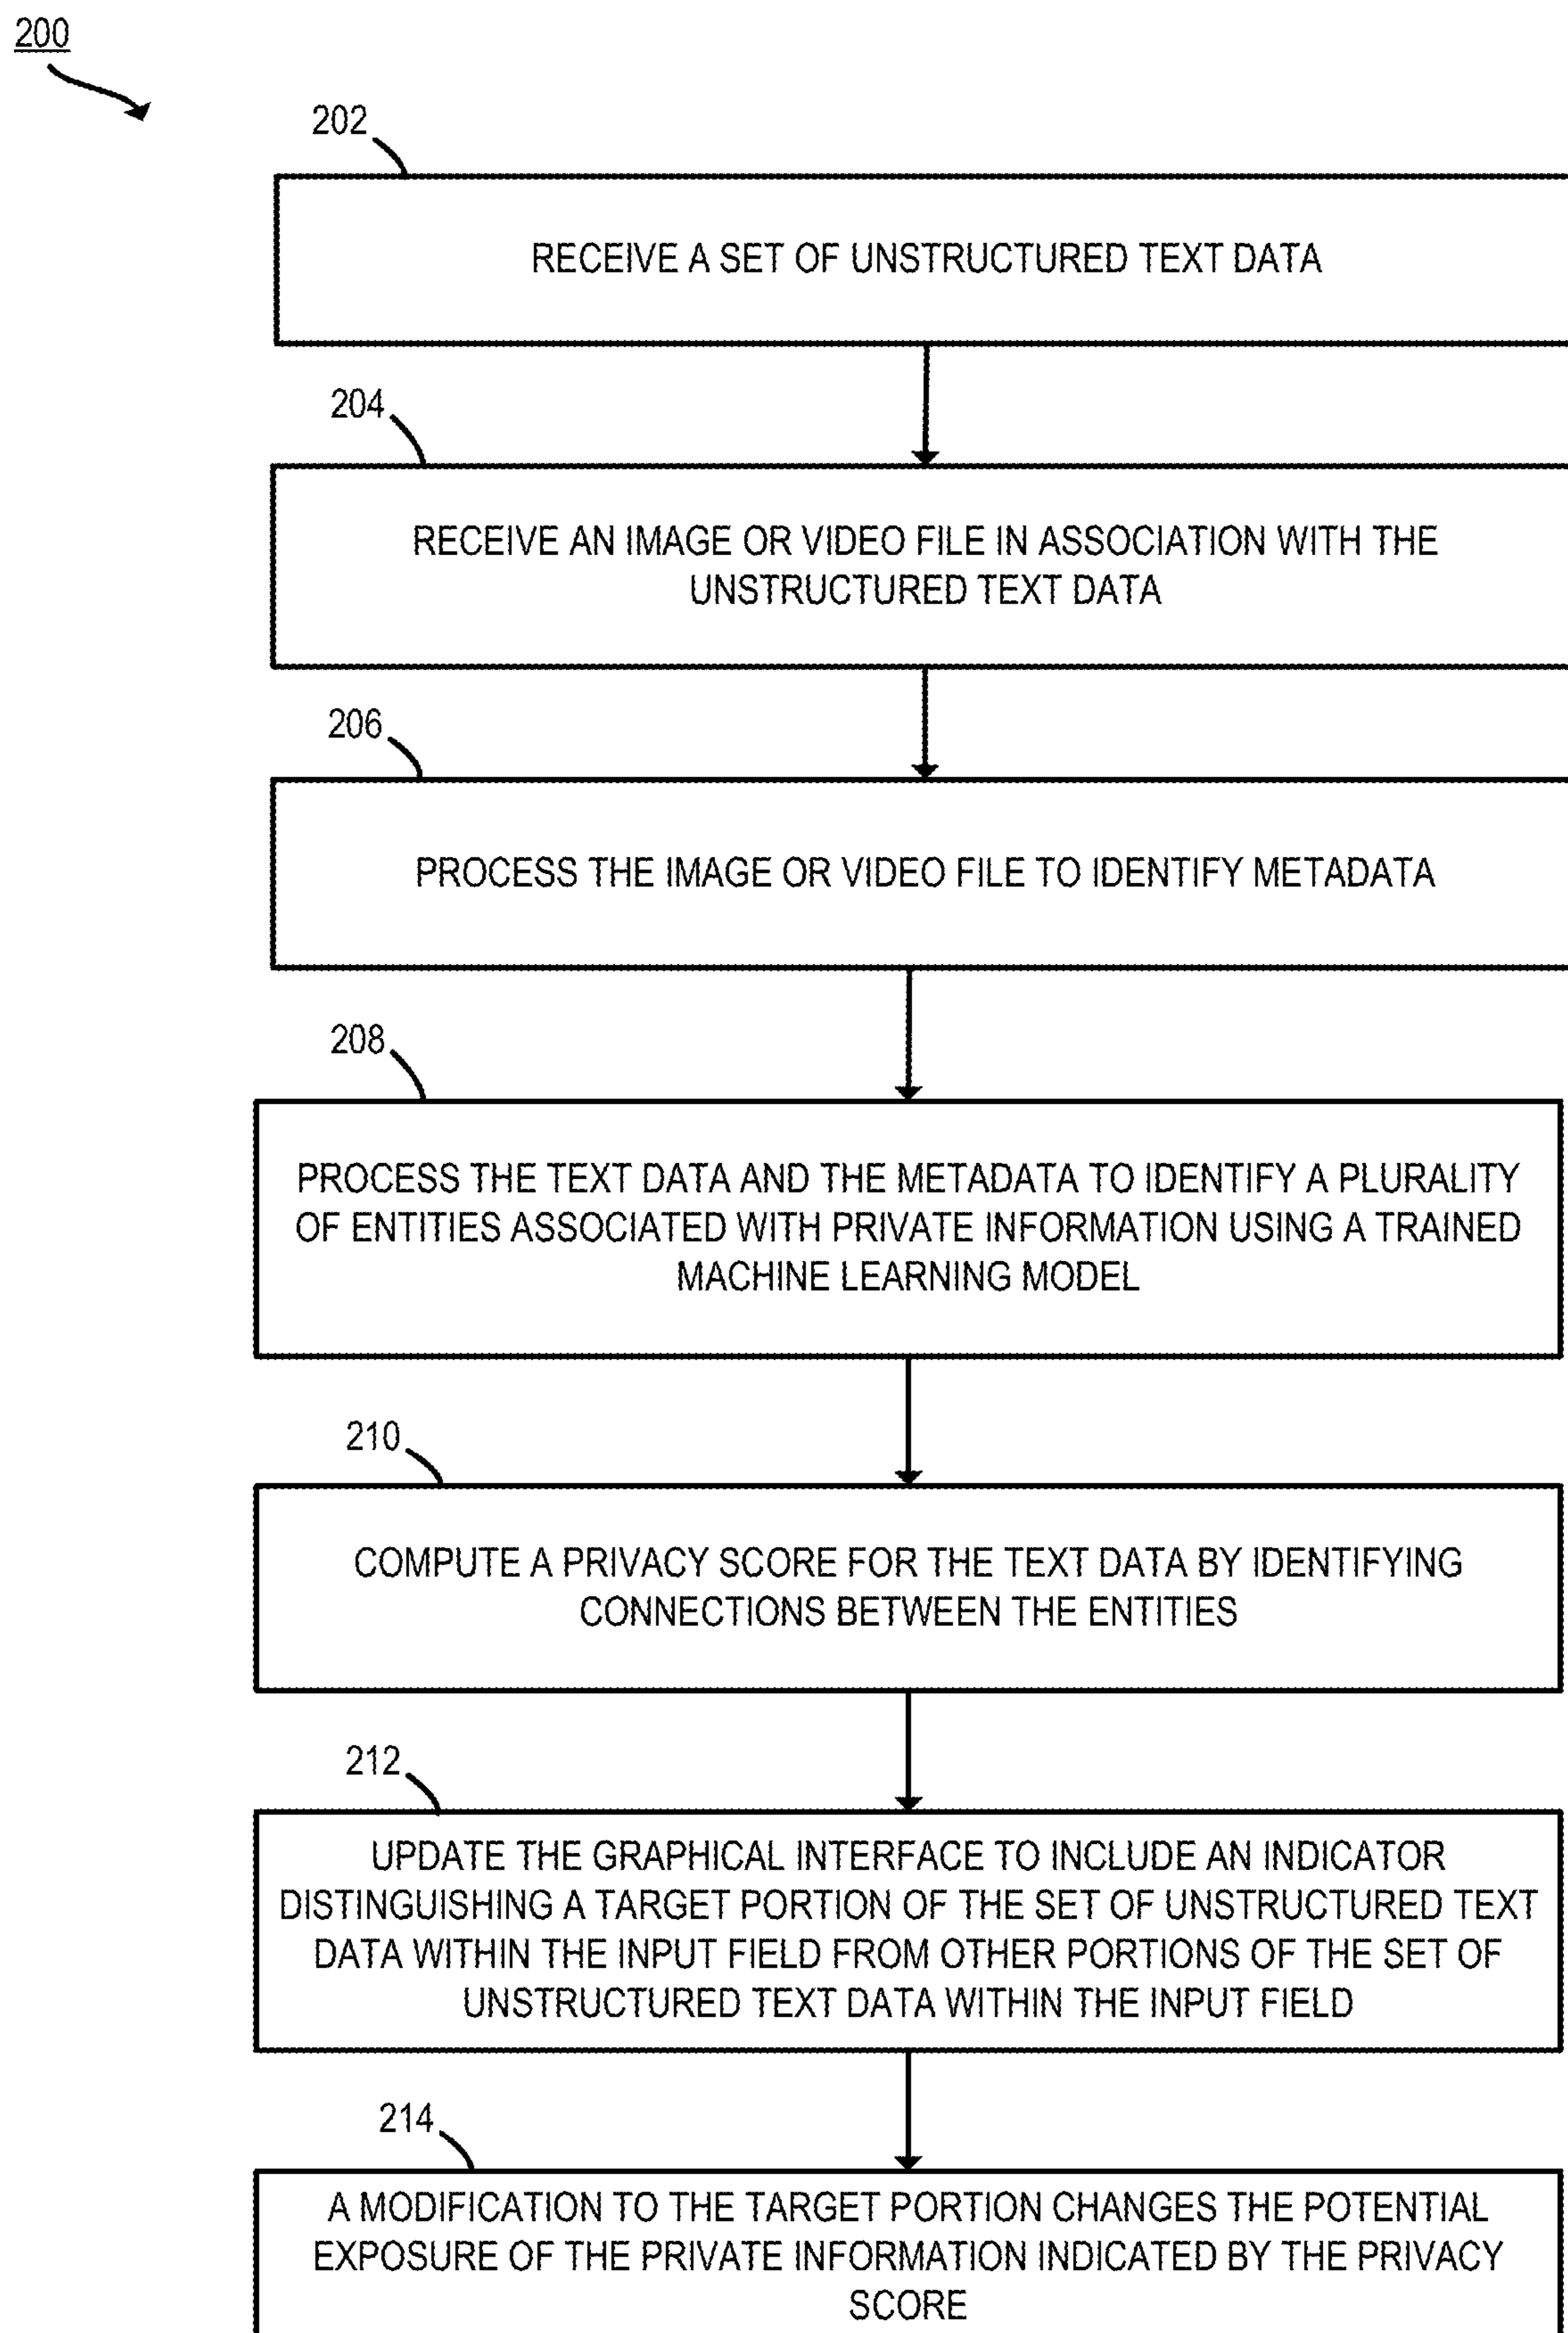 200
202
RECEIVE A SET OF UNSTRUCTURED TEXT DATA
204
RECEIVE AN IMAGE OR VIDEO FILE IN ASSOCIATION WITH THE
UNSTRUCTURED TEXT DATA
206
PROCESS THE IMAGE OR VIDEO FILE TO IDENTIFY METADATA
208
PROCESS THE TEXT DATA AND THE METADATA TO IDENTIFY A PLURALITY
OF ENTITIES ASSOCIATED WITH PRIVATE INFORMATION USING A TRAINED
MACHINE LEARNING MODEL
210
COMPUTE A PRIVACY SCORE FOR THE TEXT DATA BY IDENTIFYING
CONNECTIONS BETWEEN THE ENTITIES
212
UPDATE THE GRAPHICAL INTERFACE TO INCLUDE AN INDICATOR
DISTINGUISHING A TARGET PORTION OF THE SET OF UNSTRUCTURED TEXT
DATA WITHIN THE INPUT FIELD FROM OTHER PORTIONS OF THE SET OF
UNSTRUCTURED TEXT DATA WITHIN THE INPUT FIELD
214
A MODIFICATION TO THE TARGET PORTION CHANGES THE POTENTIAL
EXPOSURE OF THE PRIVATE INFORMATION INDICATED BY THE PRIVACY
SCORE